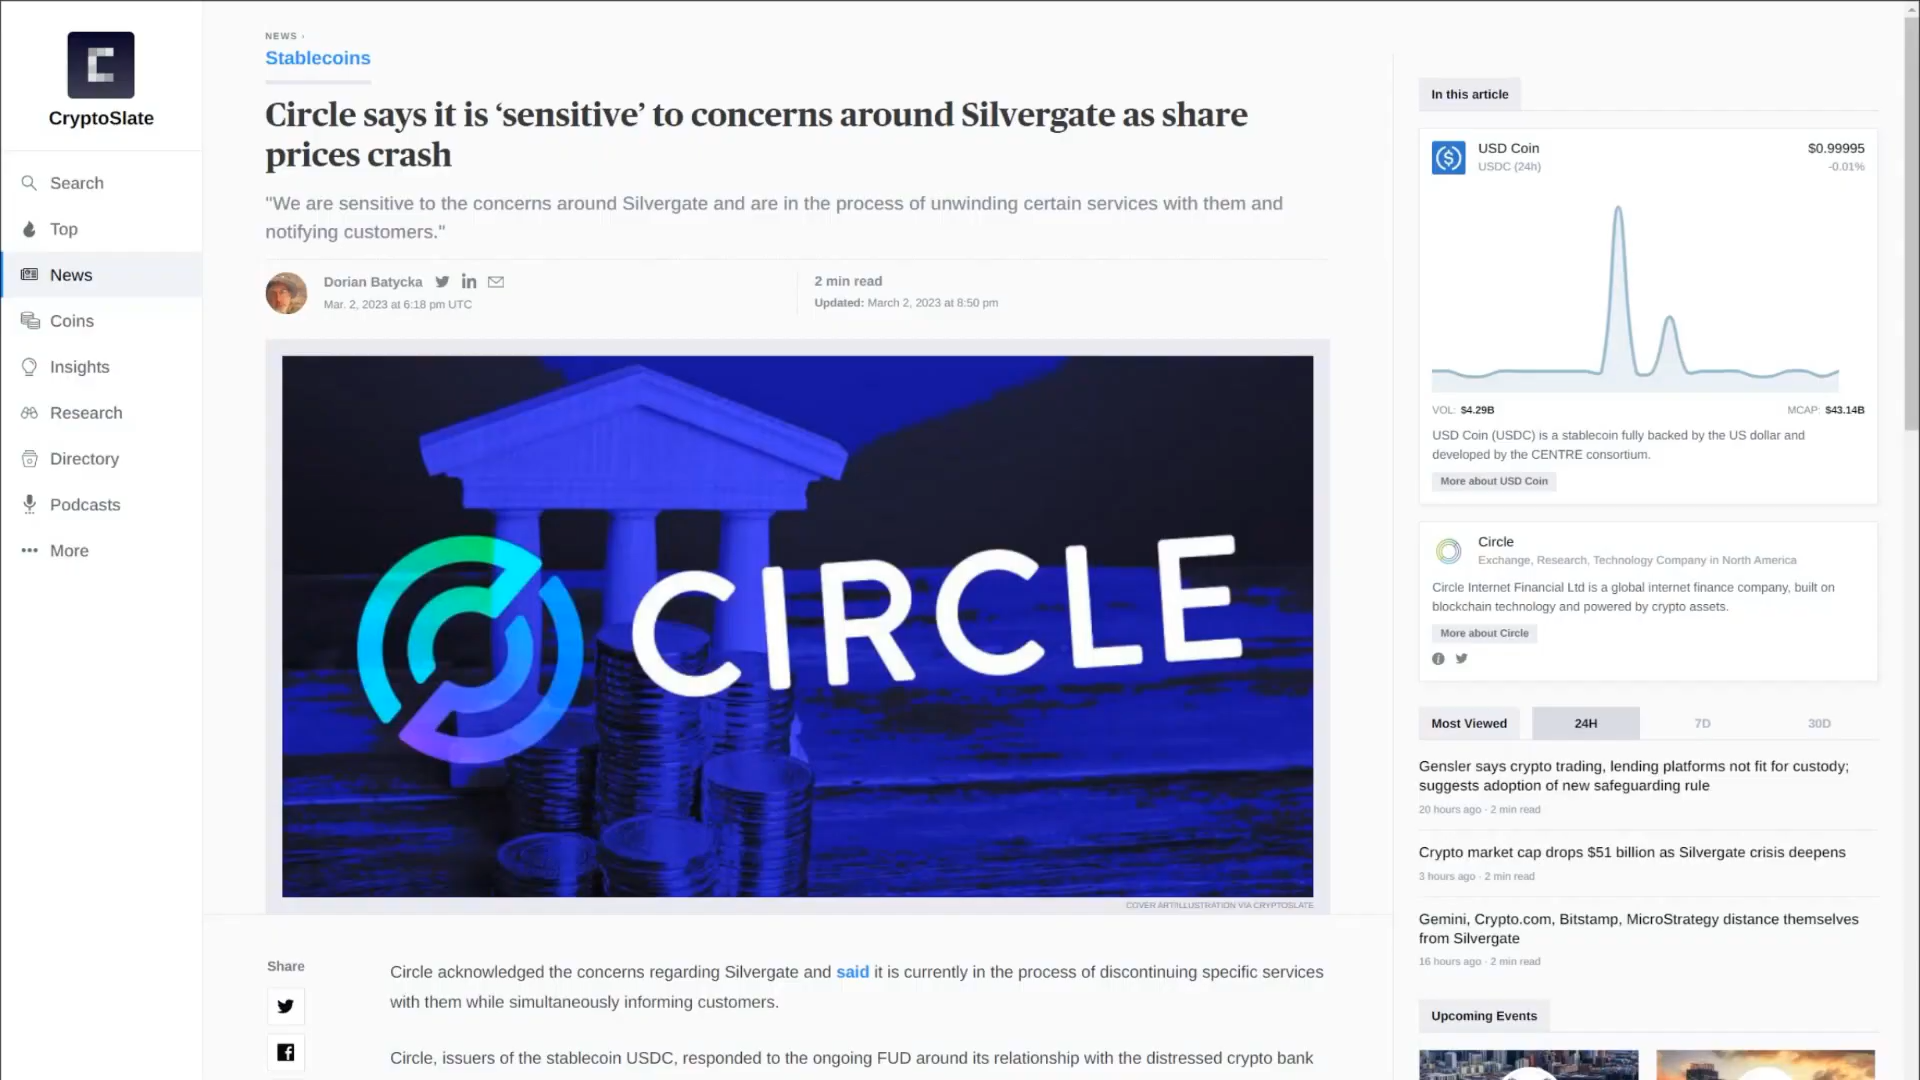 CryptoSlate
Search
Top
News
Coins
Insights
Research
Directory
Podcasts
More
NEWS ›
Stablecoins
Circle says it is ‘sensitive’ to concerns around Silvergate as share
prices crash
"We are sensitive to the concerns around Silvergate and are in the process of unwinding certain services with them and
notifying customers."
Dorian Batycka
Mar. 2, 2023 at 6:18 pm UTC
2 min read
Updated: March 2, 2023 at 8:50 pm
CIRCLE
COVER ART/ILLUSTRATION VIA CRYPTOSLATE
Share
Circle acknowledged the concerns regarding Silvergate and said it is currently in the process of discontinuing specific services
with them while simultaneously informing customers.
Circle, issuers of the stablecoin USDC, responded to the ongoing FUD around its relationship with the distressed crypto bank
In this article
USD Coin
$0.99995
USDC (24h)
-0.01%
VOL: $4.29B
MCAP: $43.14B
USD Coin (USDC) is a stablecoin fully backed by the US dollar and
developed by the CENTRE consortium.
More about USD Coin
Circle
Exchange, Research, Technology Company in North America
Circle Internet Financial Ltd is a global internet finance company, built on
blockchain technology and powered by crypto assets.
More about Circle
Most Viewed
24H
7D
30D
Gensler says crypto trading, lending platforms not fit for custody;
suggests adoption of new safeguarding rule
20 hours ago · 2 min read
Crypto market cap drops $51 billion as Silvergate crisis deepens
3 hours ago · 2 min read
Gemini, Crypto.com, Bitstamp, MicroStrategy distance themselves
from Silvergate
16 hours ago · 2 min read
Upcoming Events